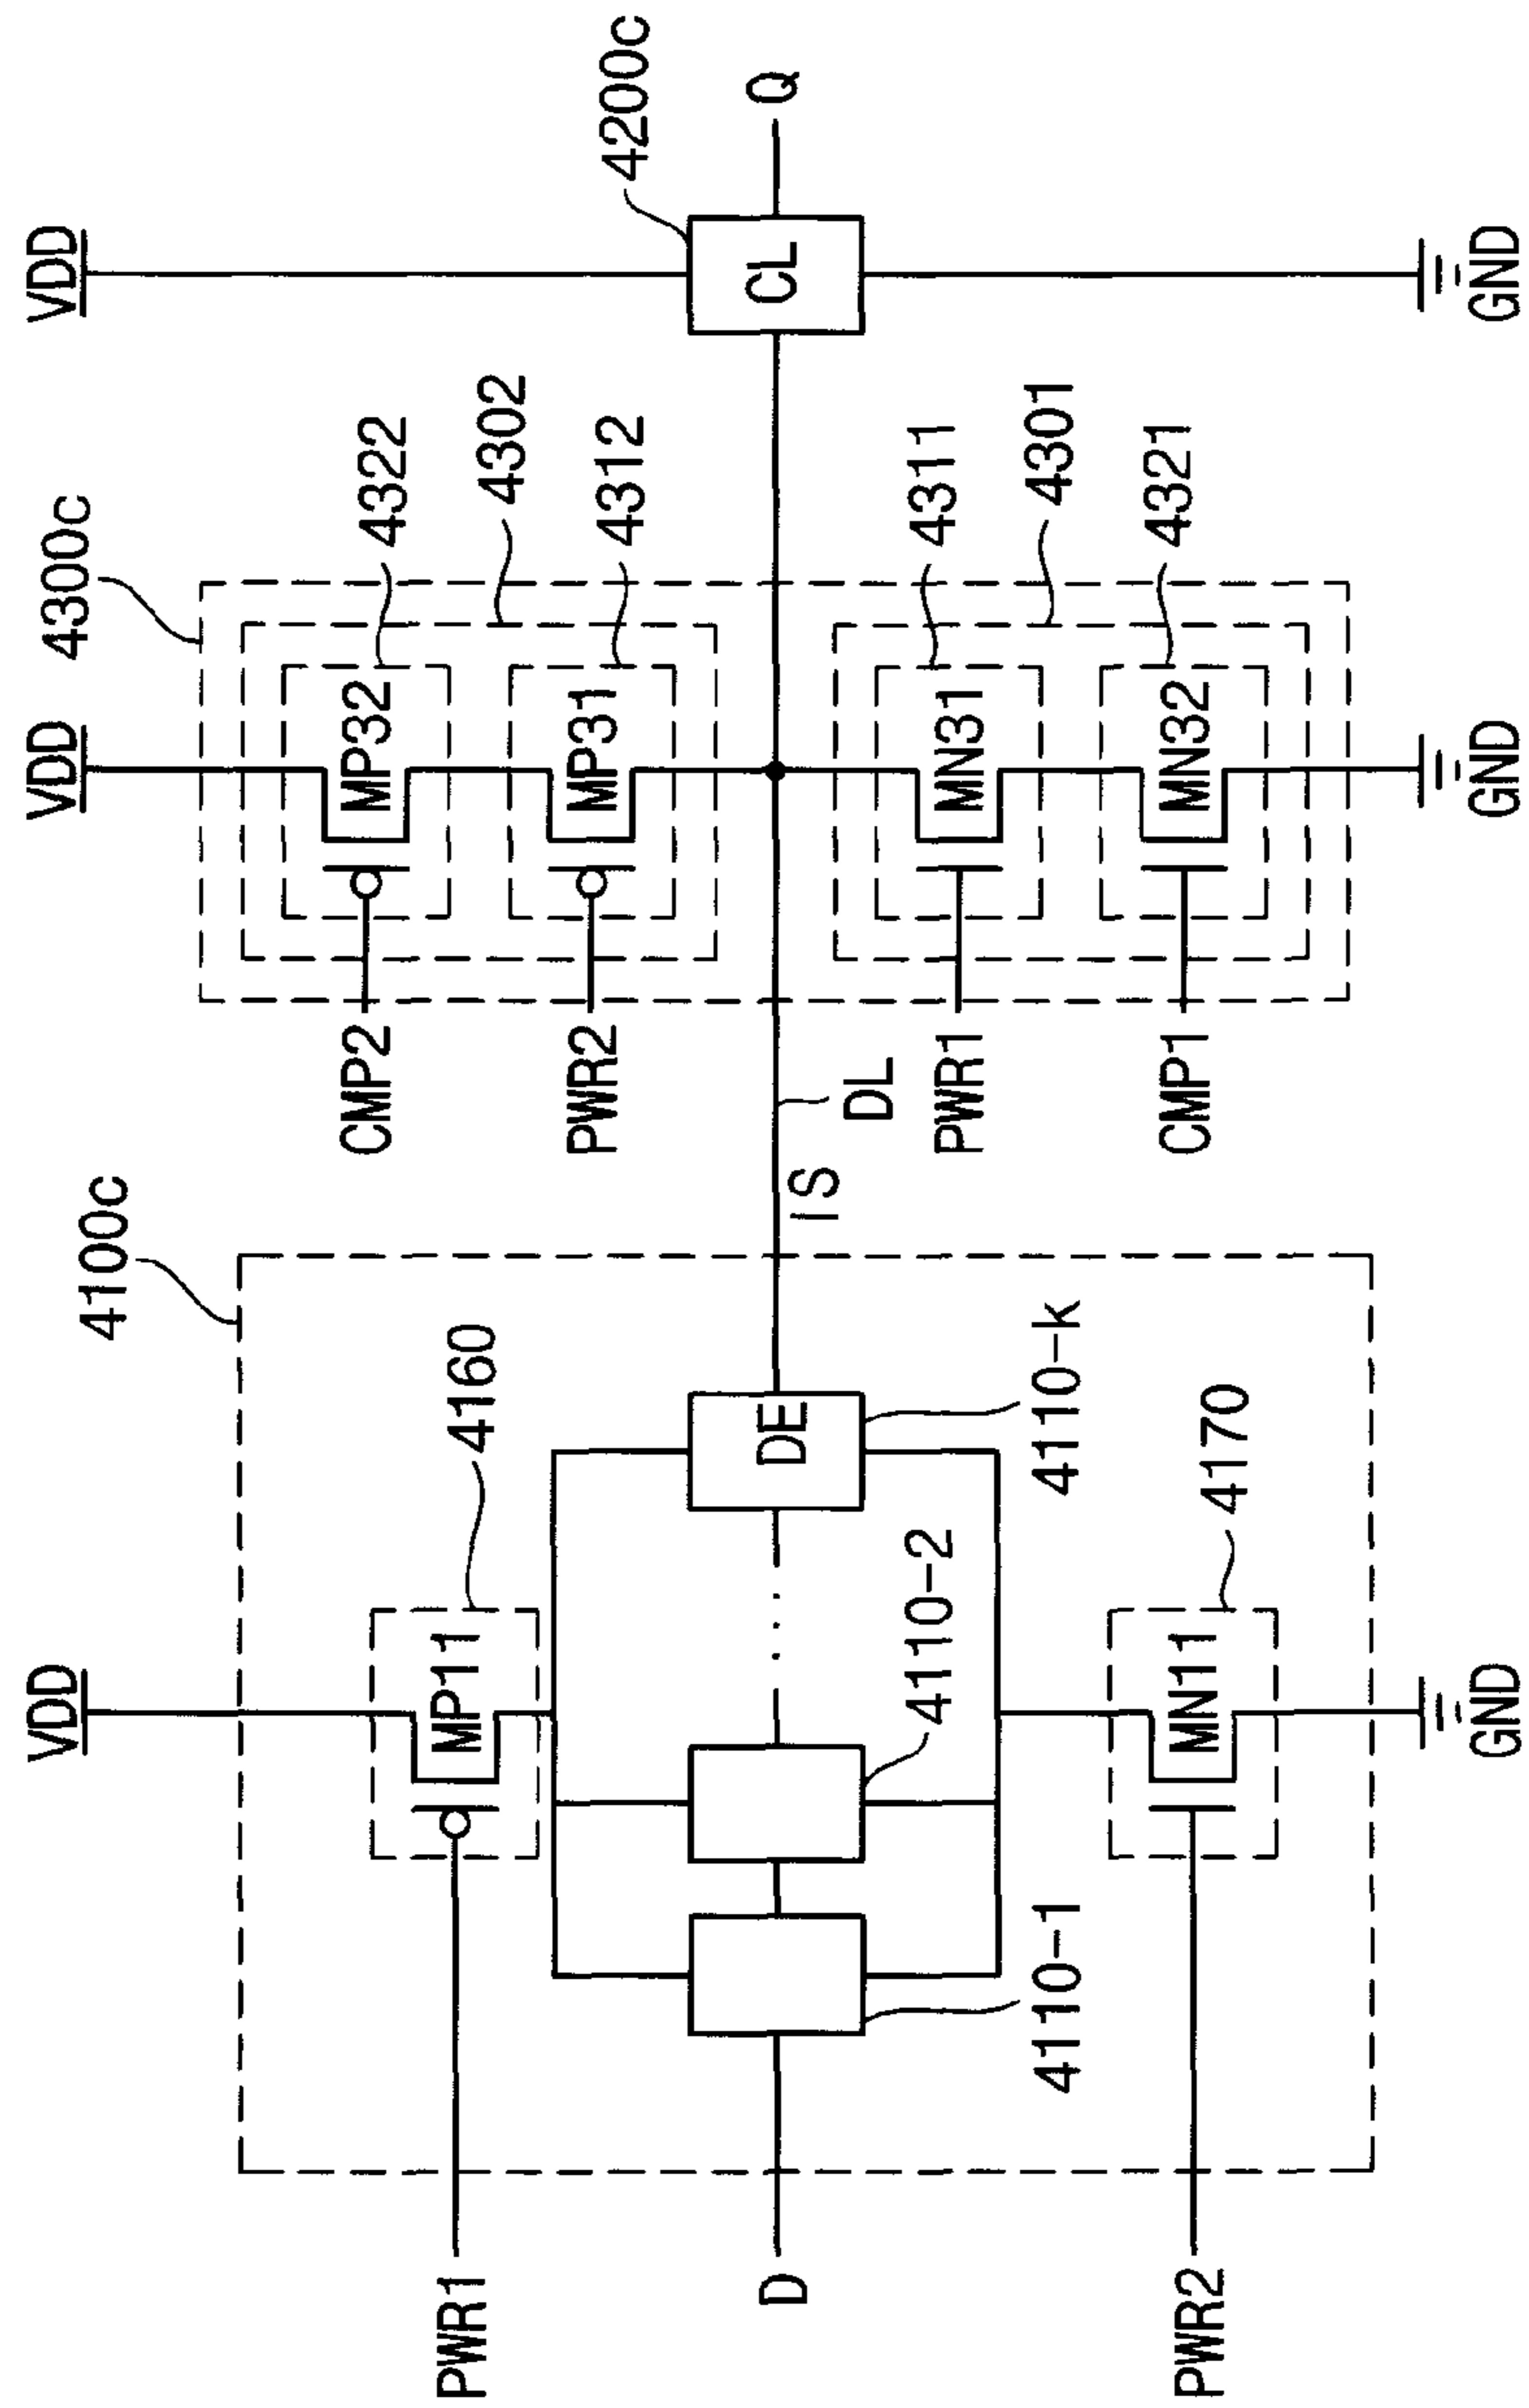 VDD
VDD
VDD
4100c
4300c
4160
4322
4302
4312
4200c
PWR1
MP11
CMP2
MP32
PWR2
MP31
D
DE
IS
DL
CL
Q
4110-1
4110-2
4110-k
PWR1
MN31
4311
4301
CMP1
MN32
4321
PWR2
MN11
4170
GND
GND
GND